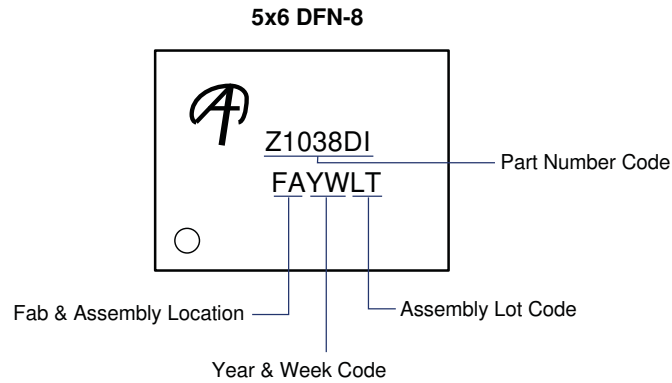 5x6 DFN-8
Z1038DI
Part Number Code
FAYWLT
Fab & Assembly Location
Assembly Lot Code
Year & Week Code